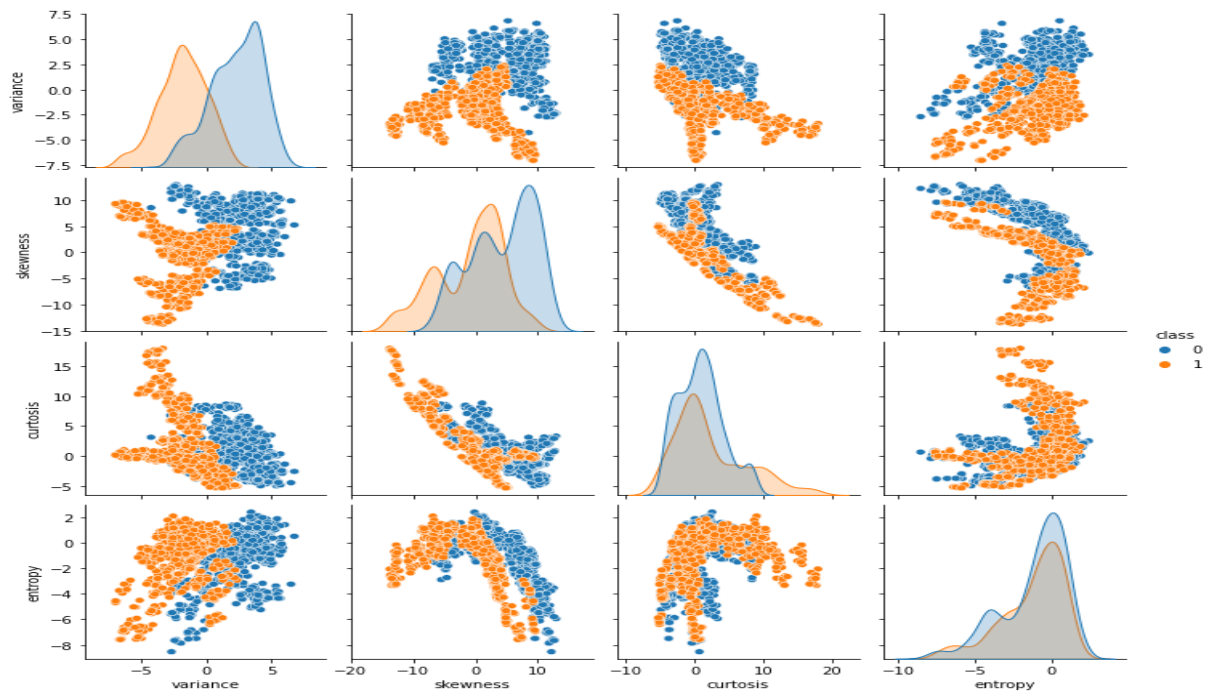 7.5
5.0
2.5
0.0
−2.5
−5.0
−7.5
variance
10
5
0
−5
−10
−15
skewness
class
0
1
15
10
5
0
−5
curtosis
2
0
−2
−4
−6
−8
entropy
−5 0 5
−20 −10 0 10
−10 0 10 20
−10 −5 0
variance skewness curtosis entropy